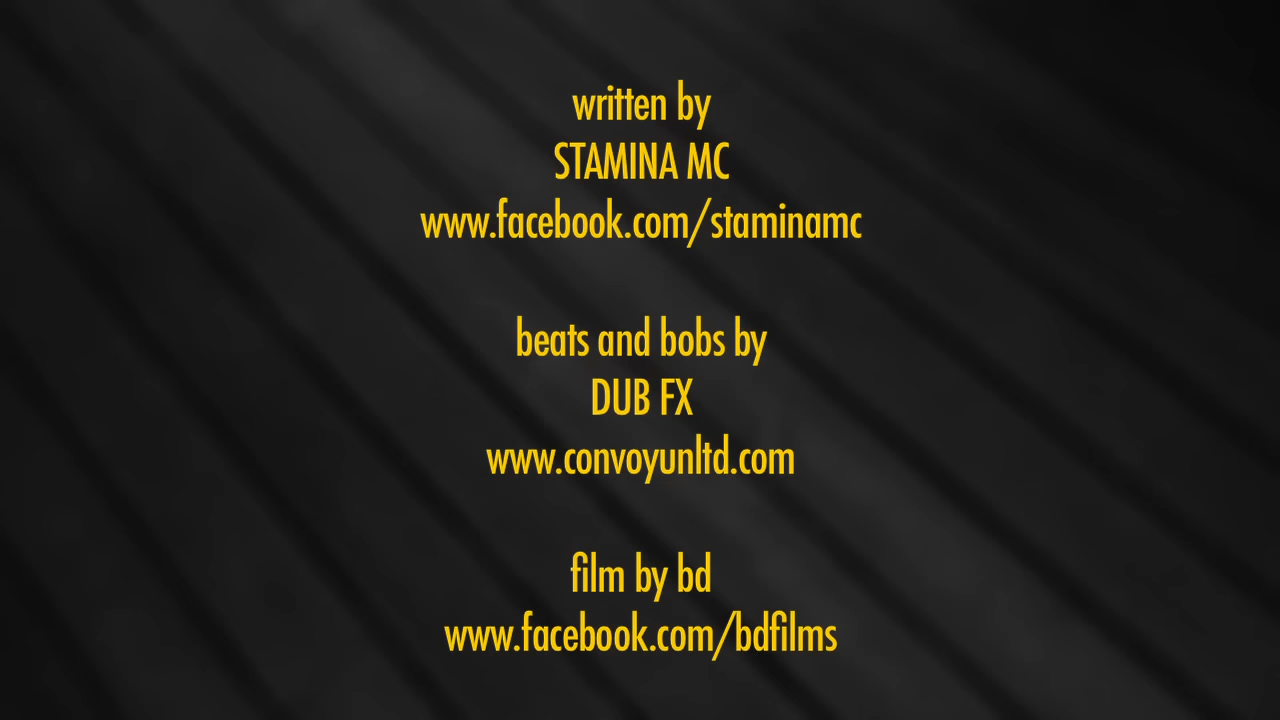 written by
STAMINA MC
www.facebook.com/staminamc
beats and bobs by
DUB FX
www.convoyunltd.com
film by bd
www.facebook.com/bdfilms